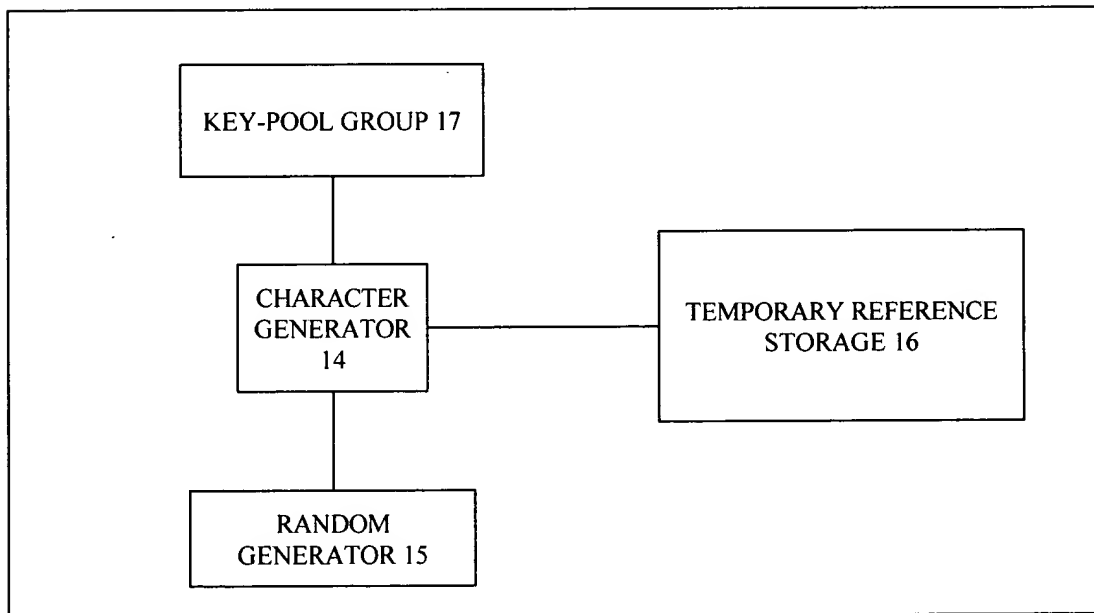 KEY-POOL GROUP 17
CHARACTER
GENERATOR
14
TEMPORARY REFERENCE
STORAGE 16
RANDOM
GENERATOR 15